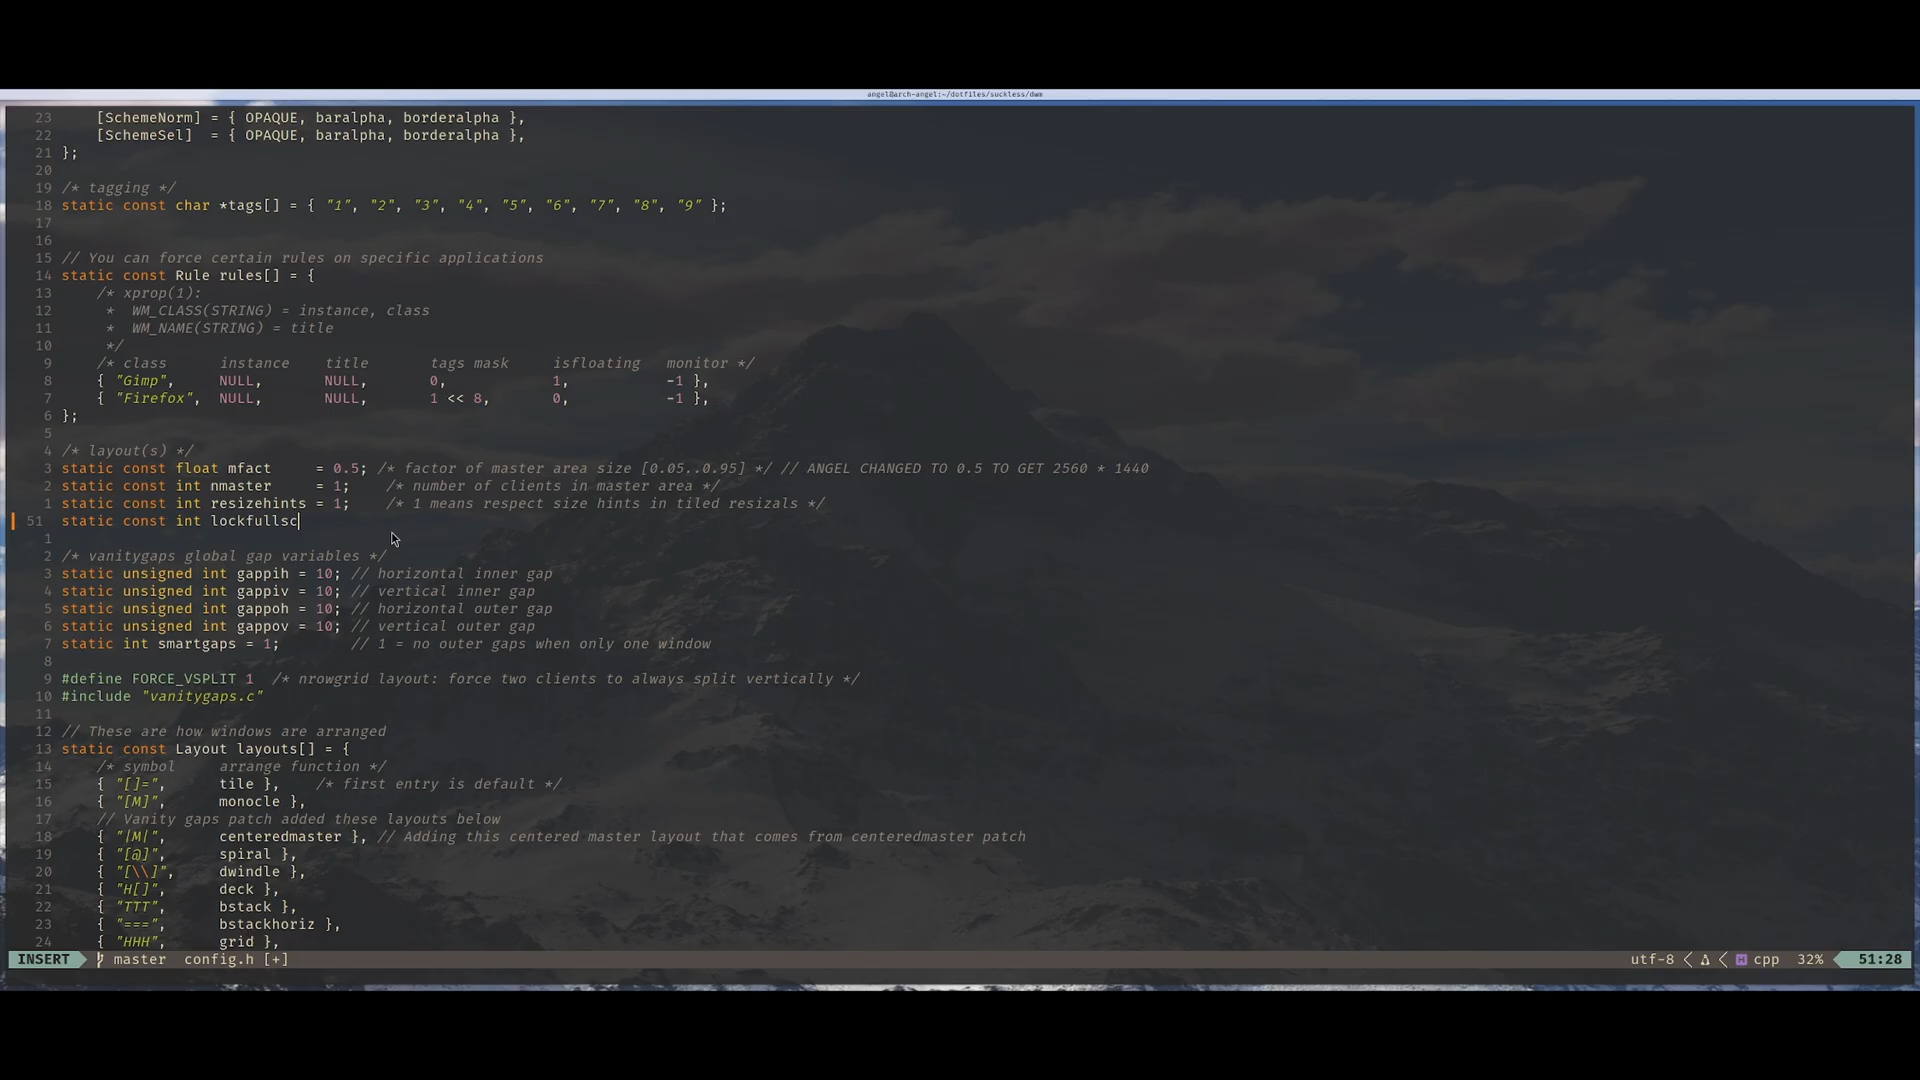 angel@arch-angel:~/dotfiles/suckless/dwm
23     [SchemeNorm] = { OPAQUE, baralpha, borderalpha },
22     [SchemeSel]  = { OPAQUE, baralpha, borderalpha },
21 };
20
19 /* tagging */
18 static const char *tags[] = { "1", "2", "3", "4", "5", "6", "7", "8", "9" };
17
16
15 // You can force certain rules on specific applications
14 static const Rule rules[] = {
13     /* xprop(1):
12      *  WM_CLASS(STRING) = instance, class
11      *  WM_NAME(STRING) = title
10      */
9     /* class      instance    title       tags mask     isfloating   monitor */
8     { "Gimp",     NULL,       NULL,       0,            1,           -1 },
7     { "Firefox",  NULL,       NULL,       1 << 8,       0,           -1 },
6 };
5
4 /* layout(s) */
3 static const float mfact     = 0.5; /* factor of master area size [0.05..0.95] */ // ANGEL CHANGED TO 0.5 TO GET 2560 * 1440
2 static const int nmaster     = 1;    /* number of clients in master area */
1 static const int resizehints = 1;    /* 1 means respect size hints in tiled resizals */
51 static const int lockfullsc
1
2 /* vanitygaps global gap variables */
3 static unsigned int gappih = 10; // horizontal inner gap
4 static unsigned int gappiv = 10; // vertical inner gap
5 static unsigned int gappoh = 10; // horizontal outer gap
6 static unsigned int gappov = 10; // vertical outer gap
7 static int smartgaps = 1;        // 1 = no outer gaps when only one window
8
9 #define FORCE_VSPLIT 1  /* nrowgrid layout: force two clients to always split vertically */
10 #include "vanitygaps.c"
11
12 // These are how windows are arranged
13 static const Layout layouts[] = {
14     /* symbol     arrange function */
15     { "[]=",      tile },    /* first entry is default */
16     { "[M]",      monocle },
17     // Vanity gaps patch added these layouts below
18     { "|M|",      centeredmaster }, // Adding this centered master layout that comes from centeredmaster patch
19     { "[@]",      spiral },
20     { "[\\]",     dwindle },
21     { "H[]",      deck },
22     { "TTT",      bstack },
23     { "===",      bstackhoriz },
24     { "HHH",      grid },
INSERT master config.h [+] utf-8 < < H cpp 32% 51:28